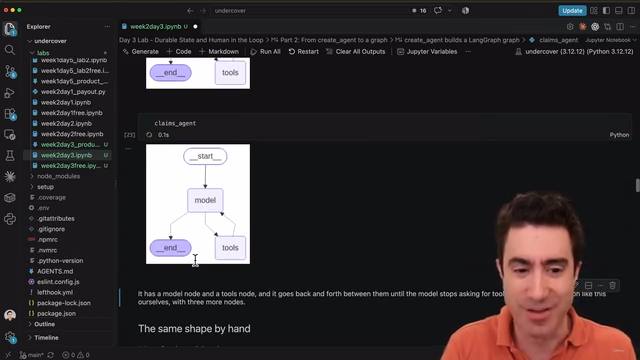 undercover
16
Update
Explorer
undercover
labs
week1day5_lab2.ipynb
week1day5_lab2free.i...
week1day5_product_...
week1_payout.py
week2day1.ipynb
week2day1free.ipynb
week2day2.ipynb
week2day2free.ipynb
week2day3_produ... U
week2day3.ipynb U
week2day3free.ipy... U
node_modules
setup
.coverage
.env
.gitattributes
.gitignore
.npmrc
.nvmrc
.python-version
AGENTS.md
eslint.config.js
lefthook.yml
package-lock.json
package.json
Outline
Timeline
main*
week2day3.ipynb
Day 3 Lab - Durable State and Human in the Loop > Part 2: From create_agent to a graph > create_agent builds a LangGraph graph > claims_agent
Generate + Code + Markdown Run All Restart Clear All Outputs Jupyter Variables undercover (3.12.12) (Python 3.12.12)
__end__ tools
claims_agent
[23] 0.1s Python
__start__
model
__end__ tools
It has a model node and a tools node, and it goes back and forth between them until the model stops asking for
ourselves, with three more nodes.
The same shape by hand